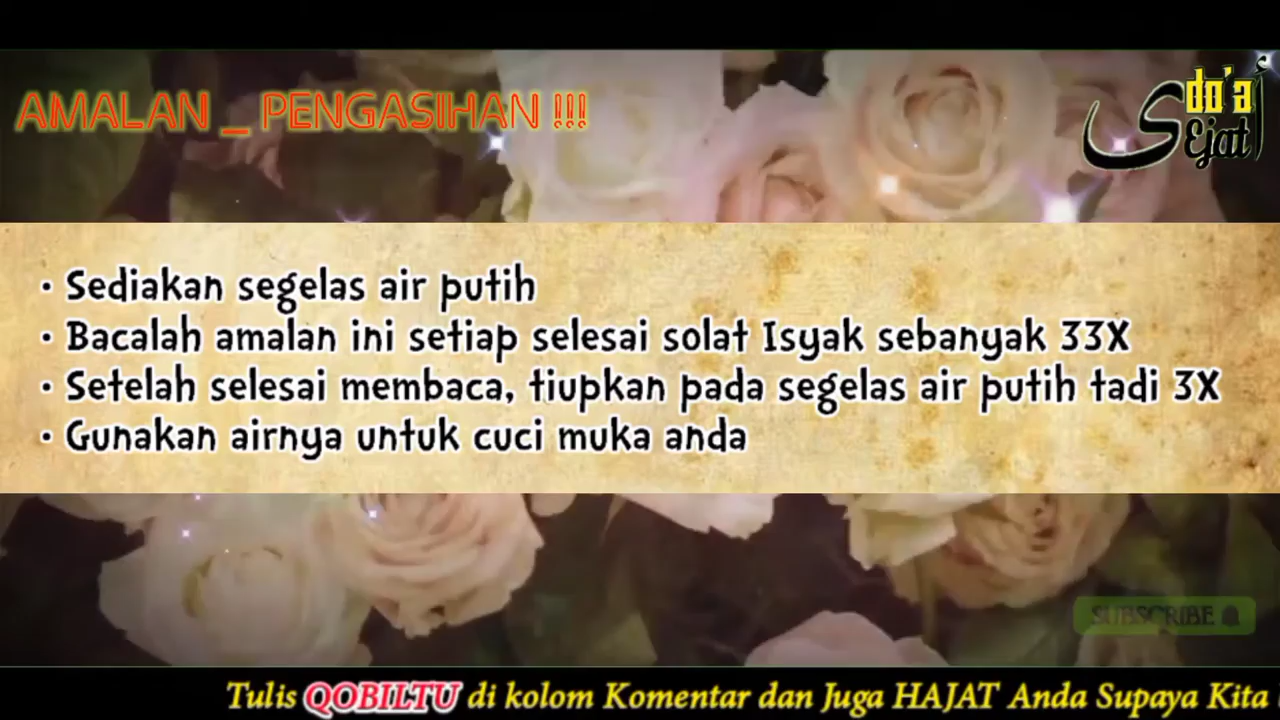 AMALAN _ PENGASIHAN !!!
do'a
Ejati
• Sediakan segelas air putih
• Bacalah amalan ini setiap selesai solat Isyak sebanyak 33X
• Setelah selesai membaca, tiupkan pada segelas air putih tadi 3X
• Gunakan airnya untuk cuci muka anda
SUBSCRIBE
Tulis QOBILTU di kolom Komentar dan Juga HAJAT Anda Supaya Kita